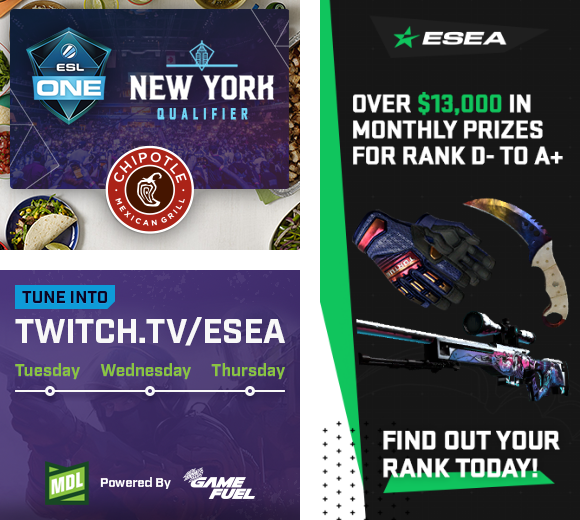 ESL
ONE
NEW YORK
QUALIFIER
CHIPOTLE
MEXICAN GRILL
TUNE INTO
TWITCH.TV/ESEA
Tuesday Wednesday Thursday
MDL
Powered By
GAME
FUEL
ESEA
OVER $13,000 IN
MONTHLY PRIZES
FOR RANK D- TO A+
FIND OUT YOUR
RANK TODAY!